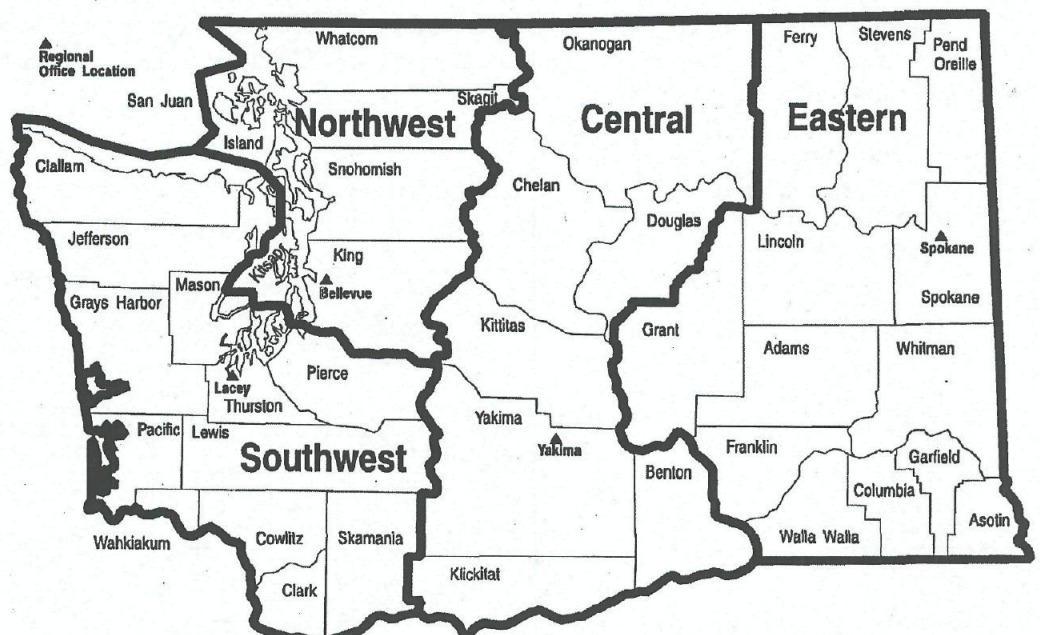 Regional
Office Location
San Juan
Whatcom
Skagit
Island
Northwest
Snohomish
King
Kitsap
Bellevue
Okanogan
Central
Chelan
Douglas
Kittitas
Yakima
Yakima
Benton
Klickitat
Ferry
Stevens
Pend
Oreille
Eastern
Lincoln
Spokane
Spokane
Grant
Adams
Whitman
Franklin
Garfield
Columbia
Walla Walla
Asotin
Clallam
Jefferson
Mason
Grays Harbor
Pierce
Lacey
Thurston
Pacific
Lewis
Southwest
Wahkiakum
Cowlitz
Skamania
Clark